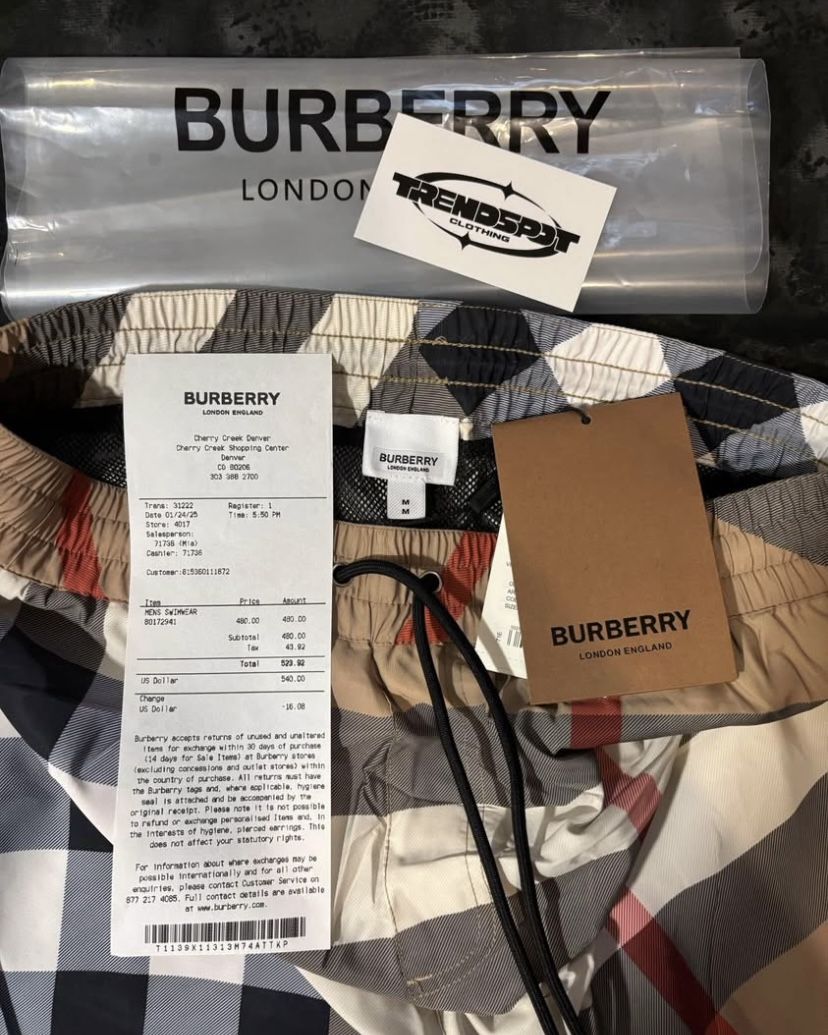 BURBERRY
LONDON
TRENDSPOT
CLOTHING
BURBERRY
LONDON ENGLAND
Cherry Creek Denver
Cherry Creek Shopping Center
Denver
CO 80206
303 388 2700
Trans: 31222 Register: 1
Date 01/24/25 Time: 5:50 PM
Store: 4017
Salesperson:
71736 (Mia)
Cashier: 71736
Customer:815360111872
Item Price Amount
MENS SWIMWEAR
80172941 480.00 480.00
Subtotal 480.00
Tax 43.92
Total 523.92
US Dollar 540.00
Change
US Dollar -16.08
Burberry accepts returns of unused and unaltered
items for exchange within 30 days of purchase
(14 days for Sale Items) at Burberry stores
(excluding concessions and outlet stores) within
the country of purchase. All returns must have
the Burberry tags and, where applicable, hygiene
seal is attached and be accompanied by the
original receipt. Please note it is not possible
to refund or exchange personalised Items and, in
the interests of hygiene, pierced earrings. This
does not affect your statutory rights.
For information about where exchanges may be
possible internationally and for all other
enquiries, please contact Customer Service on
877 217 4085. Full contact details are available
at www.burberry.com.
T1139X11313M74ATTKP
BURBERRY
LONDON ENGLAND
M
M
BURBERRY
LONDON ENGLAND